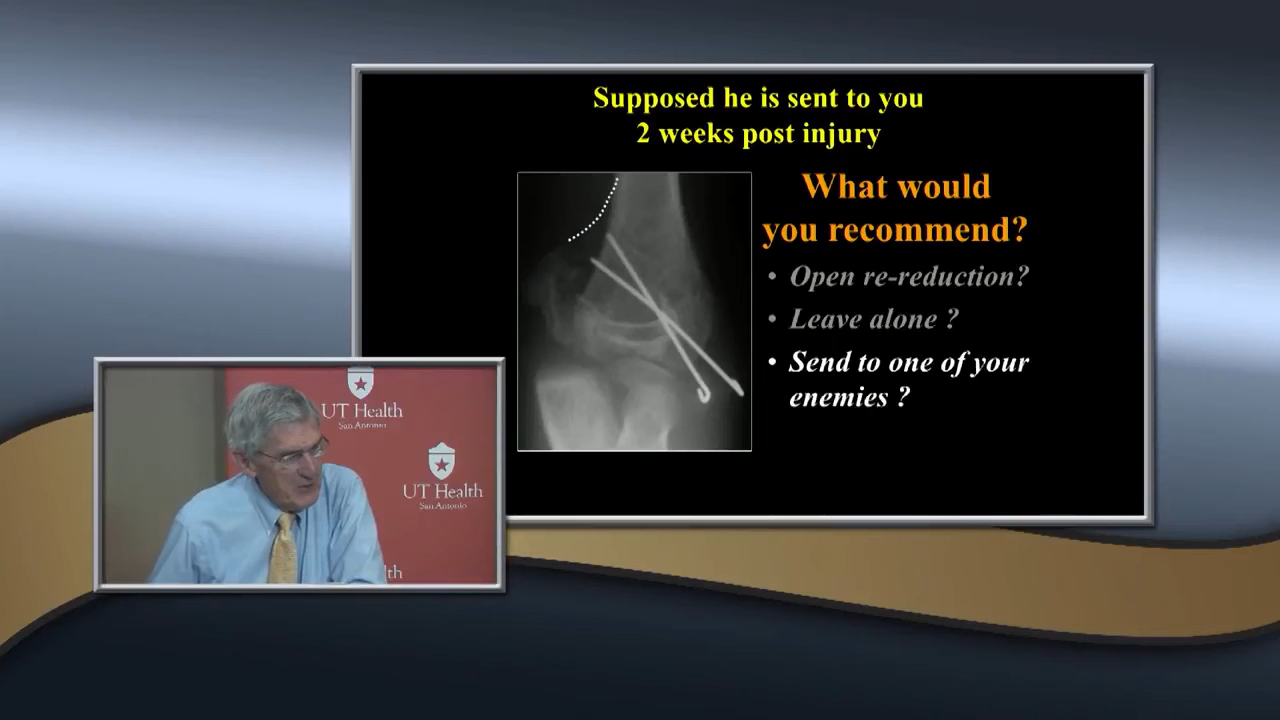 Supposed he is sent to you
2 weeks post injury
What would
you recommend?
• Open re-reduction?
• Leave alone ?
• Send to one of your
enemies ?
UT Health
San Antonio
UT Health
San Antonio
lth